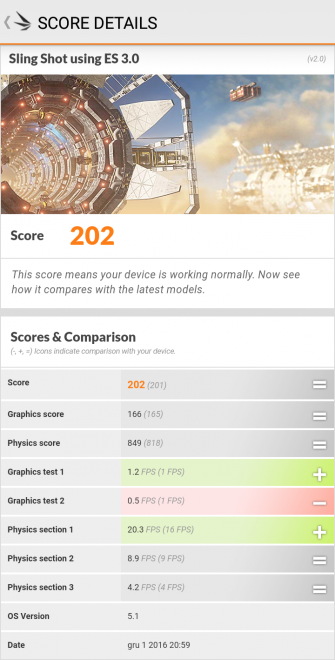 SCORE DETAILS
Sling Shot using ES 3.0 (v2.0)
Score 202
This score means your device is working normally. Now see
how it compares with the latest models.
Scores & Comparison
(-, +, =) Icons indicate comparison with your device.
Score 202 (201) =
Graphics score 166 (165) =
Physics score 849 (818) =
Graphics test 1 1.2 FPS (1 FPS) +
Graphics test 2 0.5 FPS (1 FPS) −
Physics section 1 20.3 FPS (16 FPS) +
Physics section 2 8.9 FPS (9 FPS) =
Physics section 3 4.2 FPS (4 FPS) =
OS Version 5.1
Date gru 1 2016 20:59